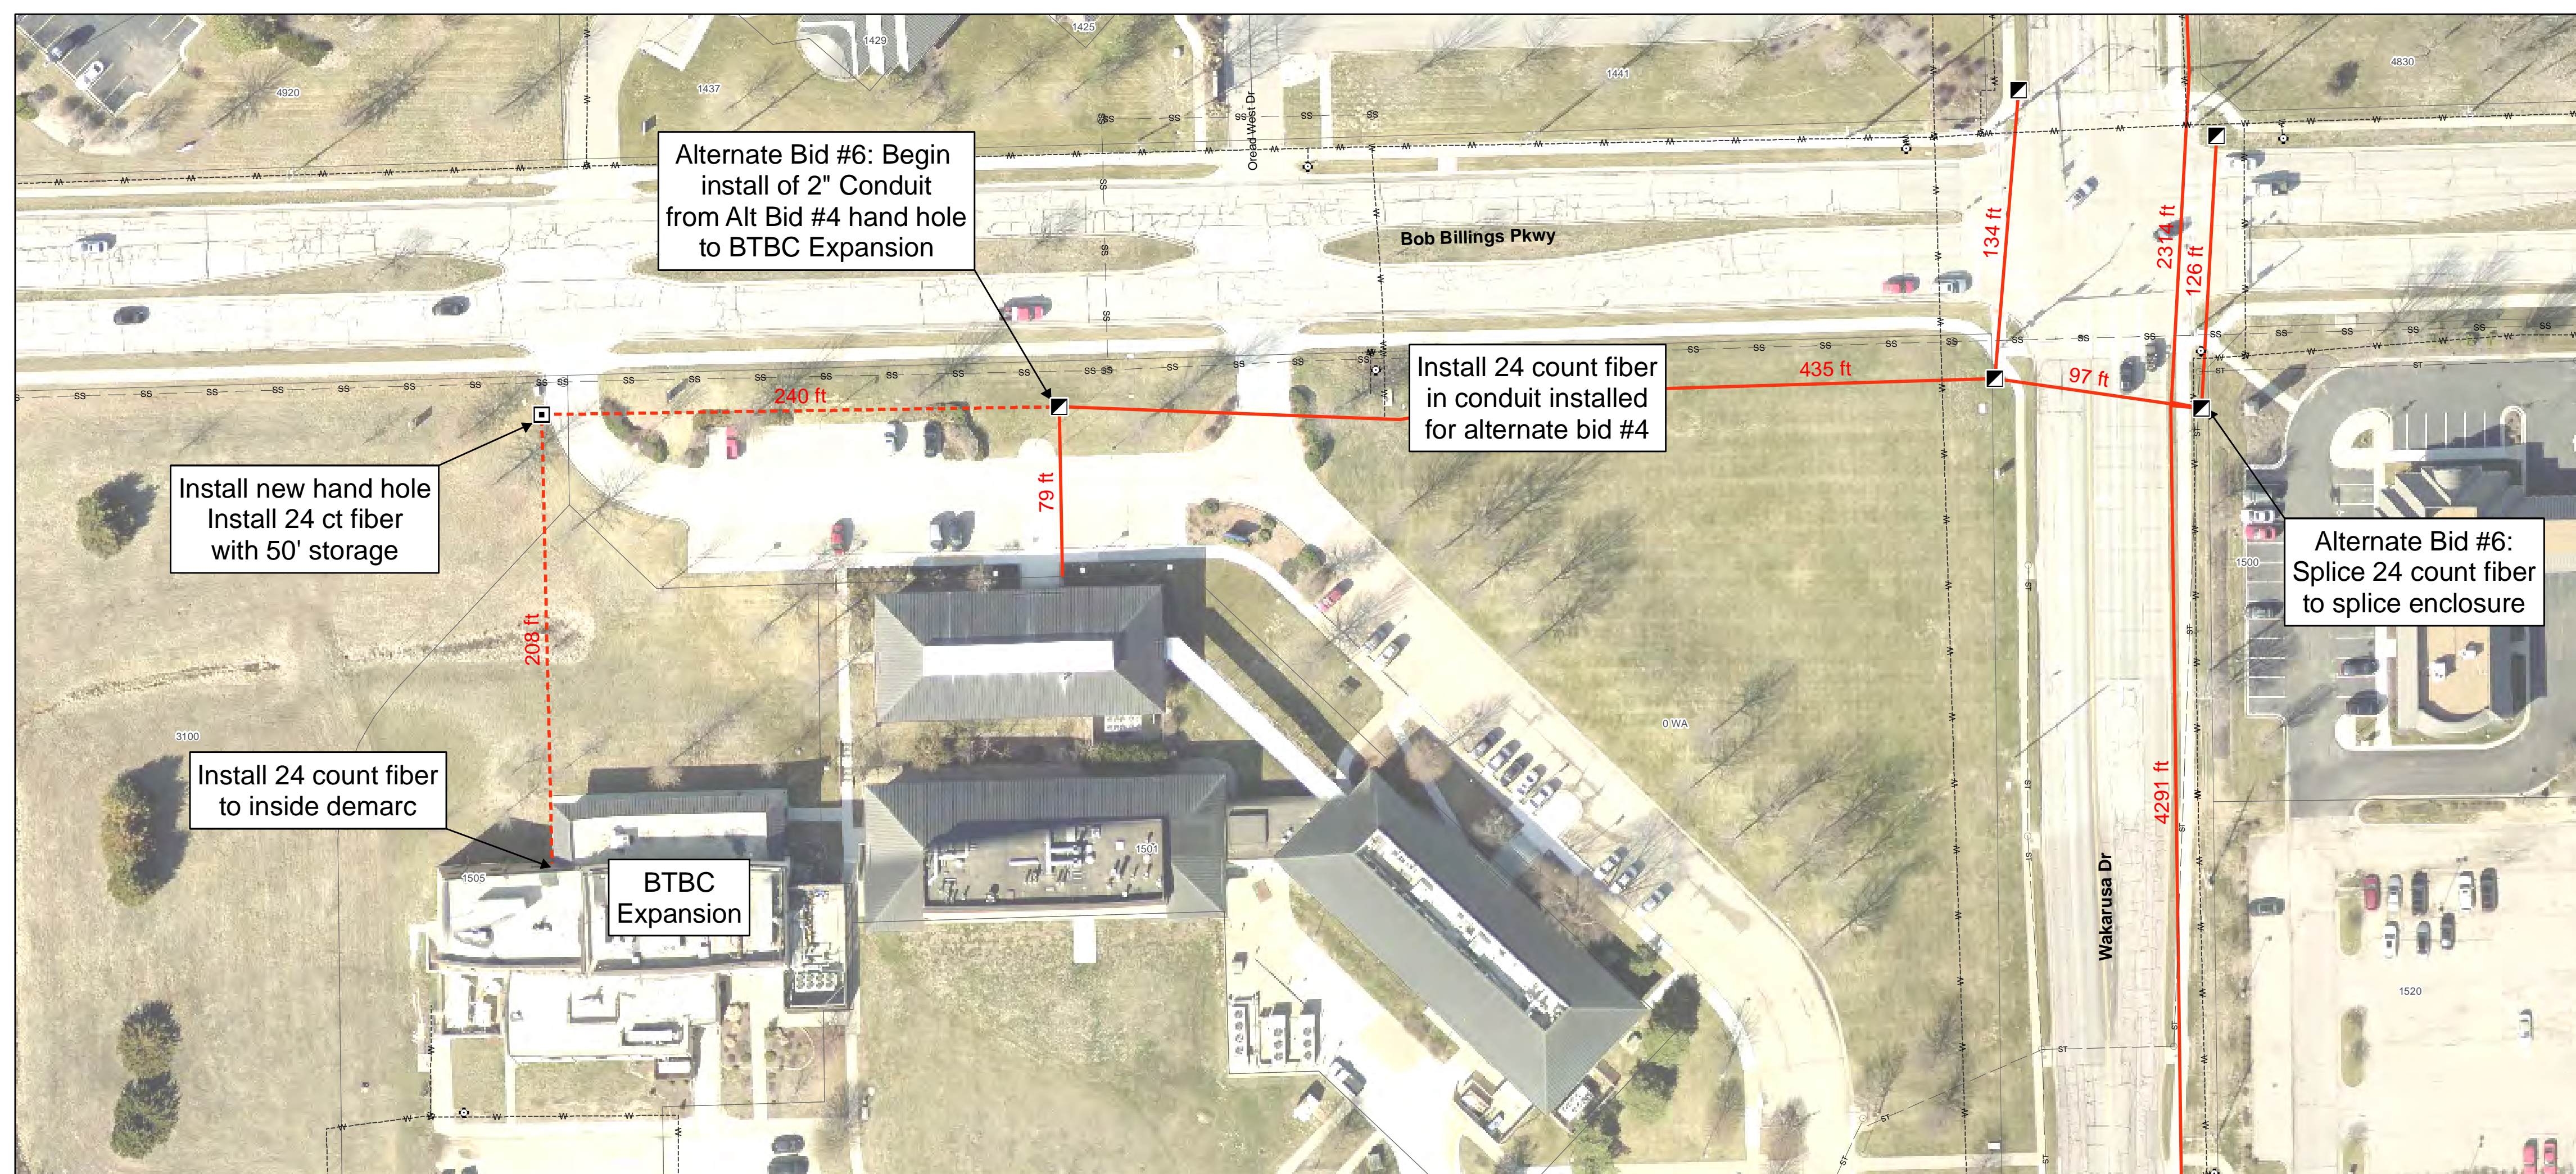 1425
1429
4920
1437
1441
4830
Oread West Dr
Alternate Bid #6: Begin
install of 2" Conduit
from Alt Bid #4 hand hole
to BTBC Expansion
Bob Billings Pkwy
134 ft
2314 ft
126 ft
Install 24 count fiber
in conduit installed
for alternate bid #4
435 ft
97 ft
240 ft
79 ft
Install new hand hole
Install 24 ct fiber
with 50' storage
208 ft
Alternate Bid #6:
Splice 24 count fiber
to splice enclosure
1500
0 WA
3100
Install 24 count fiber
to inside demarc
4291 ft
1501
1505
BTBC
Expansion
Wakarusa Dr
1520
SS
W
ST